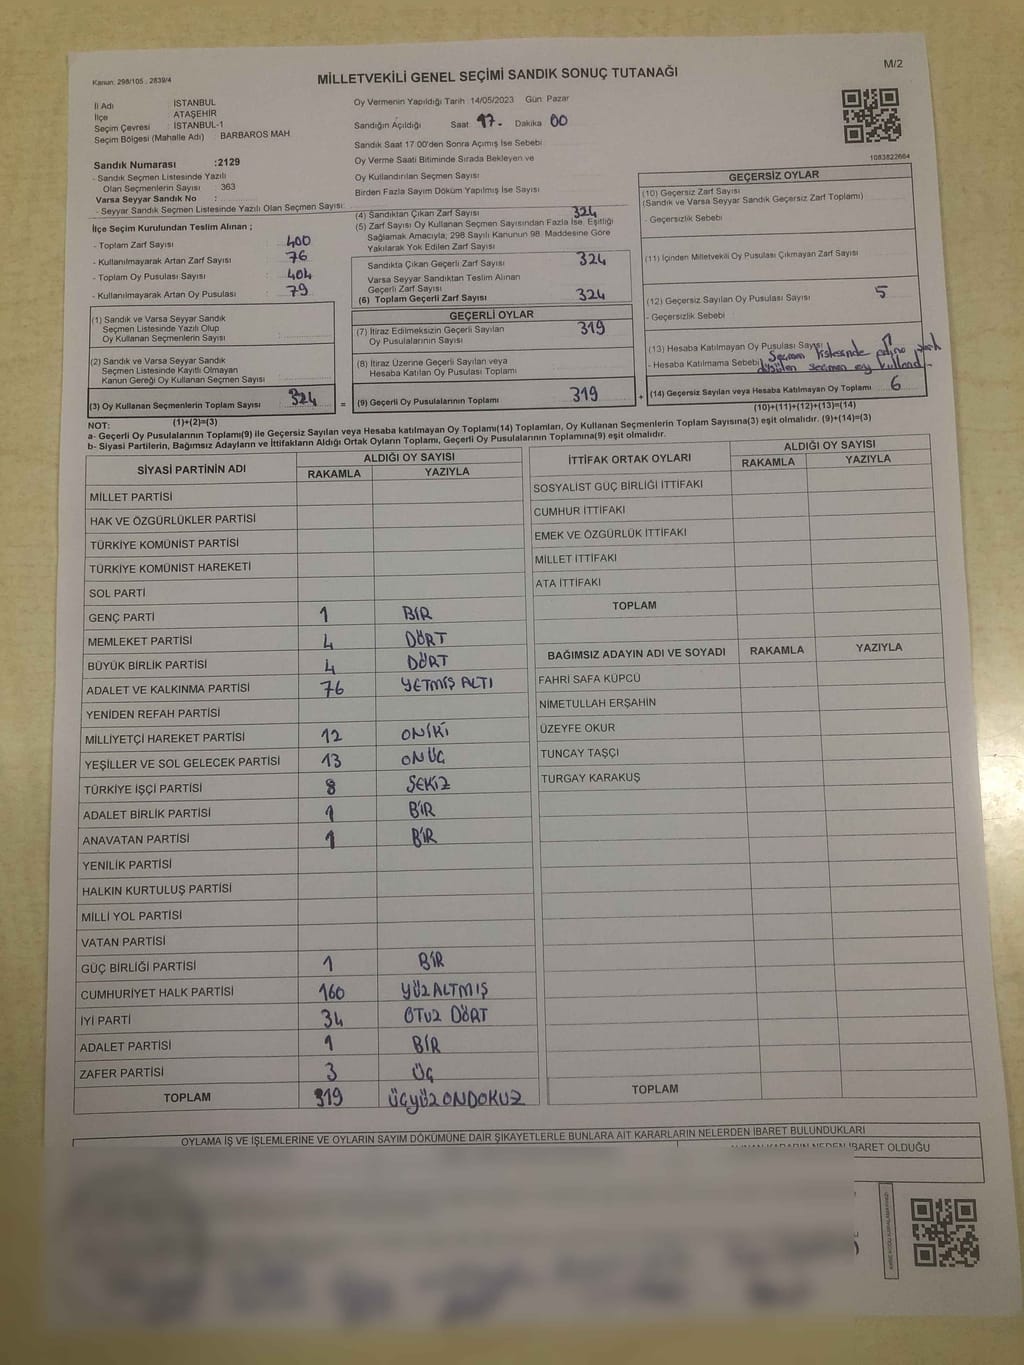 M/2
Kanun: 298/105 , 2839/4
MİLLETVEKİLİ GENEL SEÇİMİ SANDIK SONUÇ TUTANAĞI
İl Adı : İSTANBUL
İlçe : ATAŞEHİR
Seçim Çevresi : İSTANBUL-1
Seçim Bölgesi (Mahalle Adı) BARBAROS MAH
Oy Vermenin Yapıldığı Tarih 14/05/2023 Gün Pazar
Sandığın Açıldığı Saat 17- Dakika 00
Sandık Saat 17:00'den Sonra Açımış İse Sebebi
Oy Verme Saati Bitiminde Sırada Bekleyen ve
Oy Kullandırılan Seçmen Sayısı
Birden Fazla Sayım Döküm Yapılmış İse Sayısı
1083822664
Sandık Numarası :2129
- Sandık Seçmen Listesinde Yazılı
Olan Seçmenlerin Sayısı : 363
Varsa Seyyar Sandık No :
- Seyyar Sandık Seçmen Listesinde Yazılı Olan Seçmen Sayısı:
İlçe Seçim Kurulundan Teslim Alınan ;
- Toplam Zarf Sayısı : 400
- Kullanılmayarak Artan Zarf Sayısı : 76
- Toplam Oy Pusulası Sayısı : 404
- Kullanılmayarak Artan Oy Pusulası : 79
(1) Sandık ve Varsa Seyyar Sandık
Seçmen Listesinde Yazılı Olup
Oy Kullanan Seçmenlerin Sayısı
(2) Sandık ve Varsa Seyyar Sandık
Seçmen Listesinde Kayıtlı Olmayan
Kanun Gereği Oy Kullanan Seçmen Sayısı
(3) Oy Kullanan Seçmenlerin Toplam Sayısı : 324
(1)+(2)=(3)
(4) Sandıktan Çıkan Zarf Sayısı 324
(5) Zarf Sayısı Oy Kullanan Seçmen Sayısından Fazla İse, Eşitliği
Sağlamak Amacıyla; 298 Sayılı Kanunun 98. Maddesine Göre
Yakılarak Yok Edilen Zarf Sayısı
Sandıkta Çıkan Geçerli Zarf Sayısı 324
Varsa Seyyar Sandıktan Teslim Alınan
Geçerli Zarf Sayısı
(6) Toplam Geçerli Zarf Sayısı 324
GEÇERLİ OYLAR
(7) İtiraz Edilmeksizin Geçerli Sayılan
Oy Pusulalarının Sayısı 319
(8) İtiraz Üzerine Geçerli Sayılan veya
Hesaba Katılan Oy Pusulası Toplamı
= (9) Geçerli Oy Pusulalarının Toplamı 319 +
GEÇERSİZ OYLAR
(10) Geçersiz Zarf Sayısı
(Sandık ve Varsa Seyyar Sandık Geçersiz Zarf Toplamı)
- Geçersizlik Sebebi
(11) İçinden Milletvekili Oy Pusulası Çıkmayan Zarf Sayısı
(12) Geçersiz Sayılan Oy Pusulası Sayısı 5
- Geçersizlik Sebebi
(13) Hesaba Katılmayan Oy Pusulası Sayısı 1
- Hesaba Katılmama Sebebi Seçmen listesinde
seçmen oy
(14) Geçersiz Sayılan veya Hesaba Katılmayan Oy Toplamı 6
(10)+(11)+(12)+(13)=(14)
NOT:
a- Geçerli Oy Pusulalarının Toplamı(9) ile Geçersiz Sayılan veya Hesaba katılmayan Oy Toplamı(14) Toplamları, Oy Kullanan Seçmenlerin Toplam Sayısına(3) eşit olmalıdır. (9)+(14)=(3)
b- Siyasi Partilerin, Bağımsız Adayların ve İttifakların Aldığı Ortak Oyların Toplamı, Geçerli Oy Pusulalarının Toplamına(9) eşit olmalıdır.
SİYASİ PARTİNİN ADI ALDIĞI OY SAYISI
RAKAMLA YAZIYLA
MİLLET PARTİSİ
HAK VE ÖZGÜRLÜKLER PARTİSİ
TÜRKİYE KOMÜNİST PARTİSİ
TÜRKİYE KOMÜNİST HAREKETİ
SOL PARTİ
GENÇ PARTİ 1 BİR
MEMLEKET PARTİSİ 4 DÖRT
BÜYÜK BİRLİK PARTİSİ 4 DÖRT
ADALET VE KALKINMA PARTİSİ 76 YETMİŞ ALTI
YENİDEN REFAH PARTİSİ
MİLLİYETÇİ HAREKET PARTİSİ 12 ONİKİ
YEŞİLLER VE SOL GELECEK PARTİSİ 13 ONÜÇ
TÜRKİYE İŞÇİ PARTİSİ 8 SEKİZ
ADALET BİRLİK PARTİSİ 1 BİR
ANAVATAN PARTİSİ 1 BİR
YENİLİK PARTİSİ
HALKIN KURTULUŞ PARTİSİ
MİLLİ YOL PARTİSİ
VATAN PARTİSİ
GÜÇ BİRLİĞİ PARTİSİ 1 BİR
CUMHURİYET HALK PARTİSİ 160 YÜZALTMIŞ
İYİ PARTİ 34 OTUZ DÖRT
ADALET PARTİSİ 1 BİR
ZAFER PARTİSİ 3 ÜÇ
TOPLAM 319 ÜÇYÜZONDOKUZ
İTTİFAK ORTAK OYLARI ALDIĞI OY SAYISI
RAKAMLA YAZIYLA
SOSYALİST GÜÇ BİRLİĞİ İTTİFAKI
CUMHUR İTTİFAKI
EMEK VE ÖZGÜRLÜK İTTİFAKI
MİLLET İTTİFAKI
ATA İTTİFAKI
TOPLAM
BAĞIMSIZ ADAYIN ADI VE SOYADI RAKAMLA YAZIYLA
FAHRİ SAFA KÜPCÜ
NİMETULLAH ERŞAHİN
ÜZEYFE OKUR
TUNCAY TAŞÇI
TURGAY KARAKUŞ
TOPLAM
OYLAMA İŞ VE İŞLEMLERİNE VE OYLARIN SAYIM DÖKÜMÜNE DAİR ŞİKAYETLERLE BUNLARA AİT KARARLARIN NELERDEN İBARET BULUNDUKLARI
ALINAN KARARIN NEDEN İBARET OLDUĞU